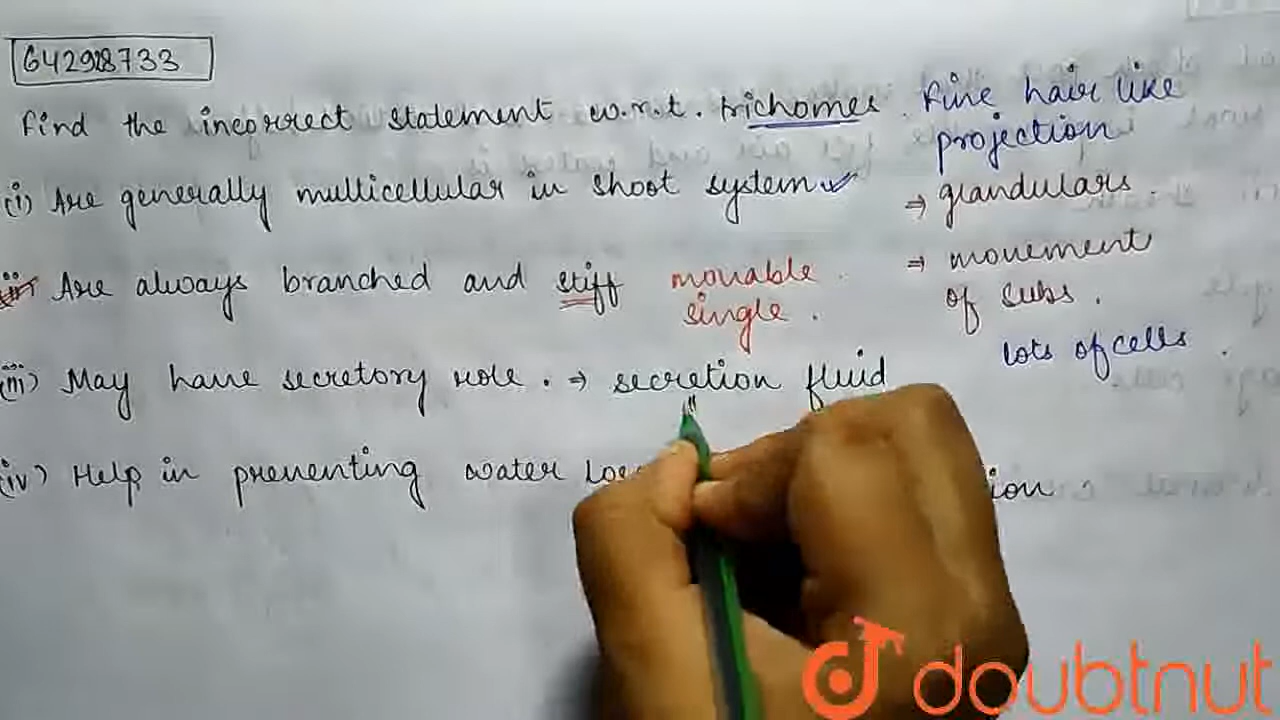 642928733
Find the incorrect statement w.r.t. trichomes. Fine hair like
projection
(i) Are generally multicellular in shoot system ✓
⇒ glandulars.
(ii) Are always branched and stiff movable.
single.
⇒ movement
of subs.
lots of cells.
(iii) May have secretory role. ⇒ secretion fluid
(iv) Help in preventing water
doubtnut